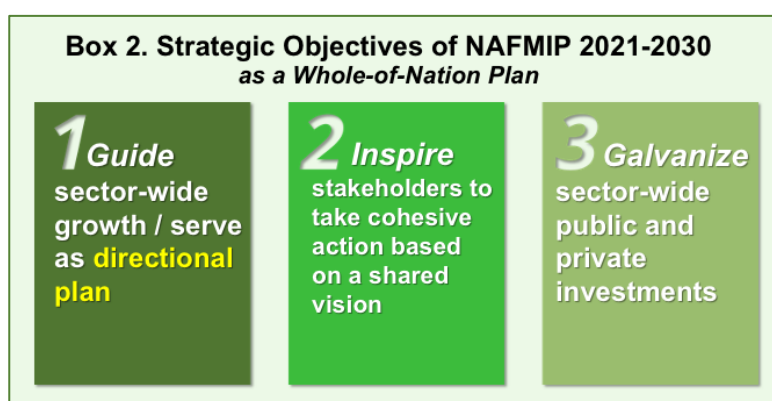 Box 2. Strategic Objectives of NAFMIP 2021-2030
as a Whole-of-Nation Plan
1 Guide
sector-wide
growth / serve
as directional
plan
2 Inspire
stakeholders to
take cohesive
action based
on a shared
vision
3 Galvanize
sector-wide
public and
private
investments